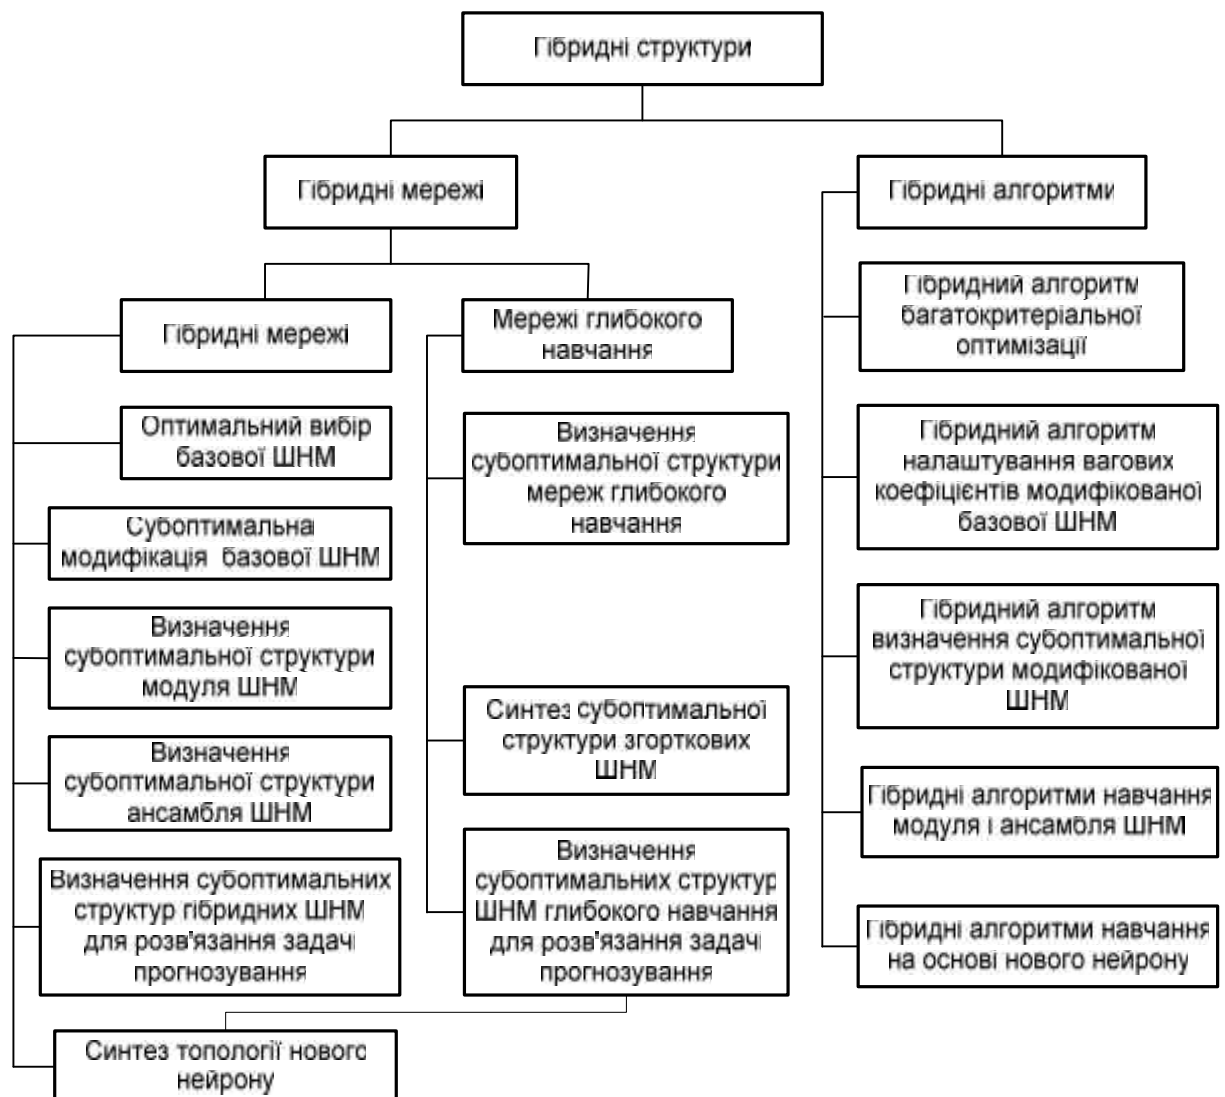 Гібридні структури
Гібридні мережі
Гібридні алгоритми
Гібридні мережі
Оптимальний вибір
базової ШНМ
Субоптимальна
модифікація базової ШНМ
Визначення
субоптимальної структури
модуля ШНМ
Визначення
субоптимальної структури
ансамбля ШНМ
Визначення субоптимальних
структур гібридних ШНМ
для розв'язання задачі
прогнозування
Синтез топології нового
нейрону
Мережі глибокого
навчання
Визначення
субоптимальної структури
мереж глибокого
навчання
Синтез субоптимальної
структури згорткових
ШНМ
Визначення
субоптимальних структур
ШНМ глибокого навчання
для розв'язання задачі
прогнозування
Гібридний алгоритм
багатокритеріальної
оптимізації
Гібридний алгоритм
налаштування вагових
коефіцієнтів модифікованої
базової ШНМ
Гібридний алгоритм
визначення субоптимальної
структури модифікованої
ШНМ
Гібридні алгоритми навчання
модуля і ансамбля ШНМ
Гібридні алгоритми навчання
на основі нового нейрону